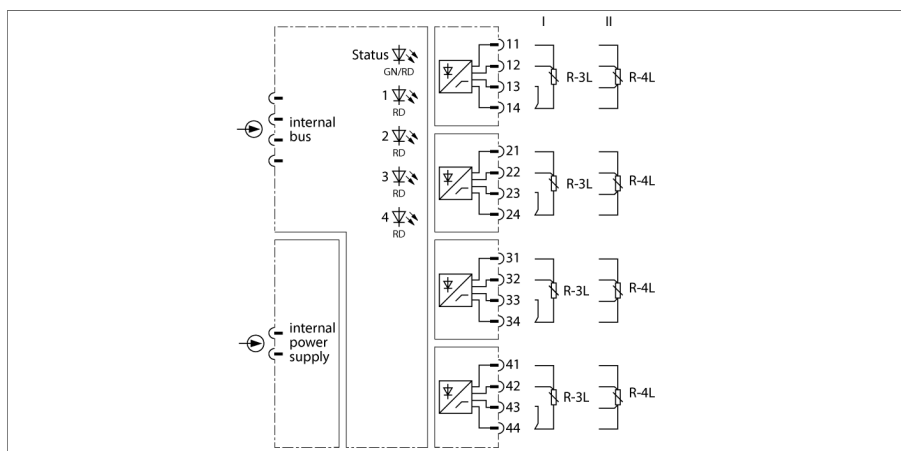 I
II
Status
GN/RD
1
RD
2
RD
3
RD
4
RD
internal
bus
internal
power
supply
11
12
13
14
R-3L
R-4L
21
22
23
24
R-3L
R-4L
31
32
33
34
R-3L
R-4L
41
42
43
44
R-3L
R-4L